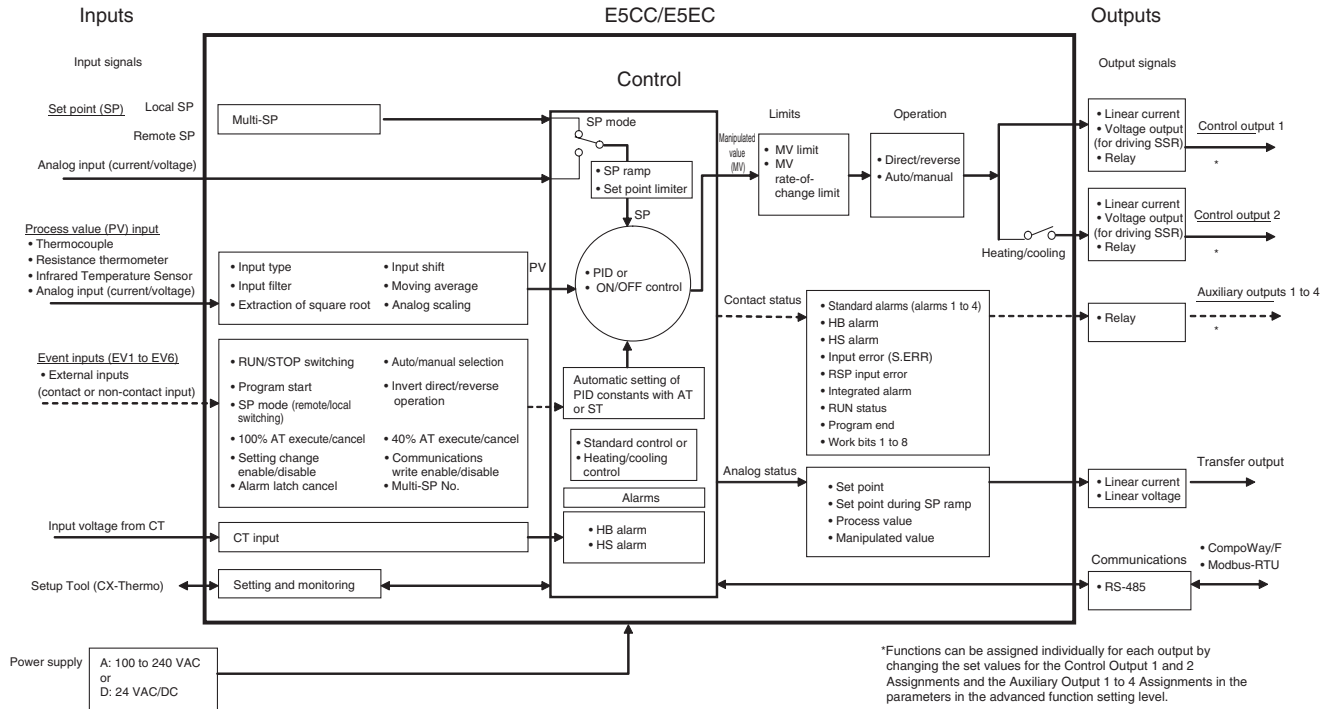 Inputs
E5CC/E5EC
Outputs
Input signals
Output signals
Control
Set point (SP)
Local SP
Remote SP
Multi-SP
SP mode
Analog input (current/voltage)
• SP ramp
• Set point limiter
SP
Manipulated
value
(MV)
Limits
• MV limit
• MV
rate-of-
change limit
Operation
• Direct/reverse
• Auto/manual
• Linear current
• Voltage output
(for driving SSR)
• Relay
Control output 1
*
• Linear current
• Voltage output
(for driving SSR)
• Relay
Control output 2
*
Heating/cooling
Process value (PV) input
• Thermocouple
• Resistance thermometer
• Infrared Temperature Sensor
• Analog input (current/voltage)
• Input type
• Input filter
• Extraction of square root
• Input shift
• Moving average
• Analog scaling
PV
• PID or
• ON/OFF control
Contact status
• Standard alarms (alarms 1 to 4)
• HB alarm
• HS alarm
• Input error (S.ERR)
• RSP input error
• Integrated alarm
• RUN status
• Program end
• Work bits 1 to 8
• Relay
Auxiliary outputs 1 to 4
*
Event inputs (EV1 to EV6)
• External inputs
(contact or non-contact input)
• RUN/STOP switching
• Program start
• SP mode (remote/local
switching)
• 100% AT execute/cancel
• Setting change
enable/disable
• Alarm latch cancel
• Auto/manual selection
• Invert direct/reverse
operation
• 40% AT execute/cancel
• Communications
write enable/disable
• Multi-SP No.
Automatic setting of
PID constants with AT
or ST
• Standard control or
• Heating/cooling
control
Alarms
• HB alarm
• HS alarm
Analog status
• Set point
• Set point during SP ramp
• Process value
• Manipulated value
• Linear current
• Linear voltage
Transfer output
Input voltage from CT
CT input
Setup Tool (CX-Thermo)
Setting and monitoring
Communications
• RS-485
• CompoWay/F
• Modbus-RTU
Power supply
A: 100 to 240 VAC
or
D: 24 VAC/DC
*Functions can be assigned individually for each output by
changing the set values for the Control Output 1 and 2
Assignments and the Auxiliary Output 1 to 4 Assignments in the
parameters in the advanced function setting level.